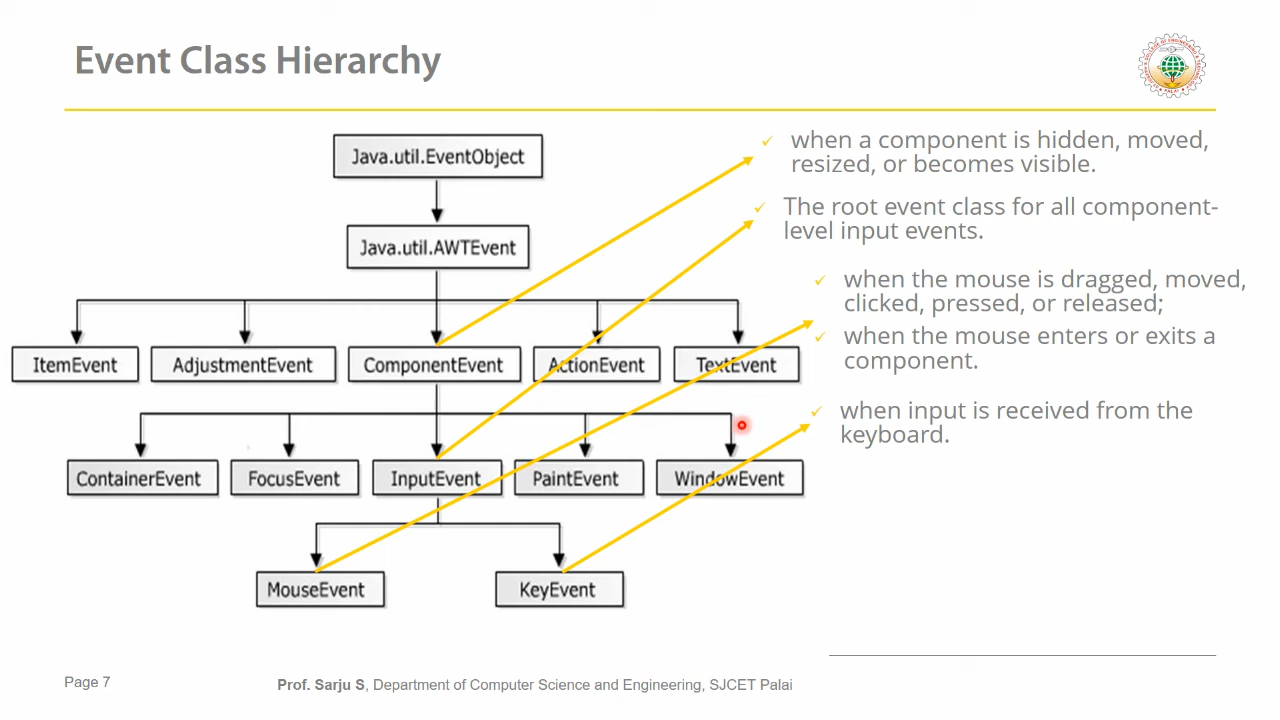 Event Class Hierarchy
Java.util.EventObject
Java.util.AWTEvent
ItemEvent
AdjustmentEvent
ComponentEvent
ActionEvent
TextEvent
ContainerEvent
FocusEvent
InputEvent
PaintEvent
WindowEvent
MouseEvent
KeyEvent
when a component is hidden, moved,
resized, or becomes visible.
The root event class for all component-
level input events.
when the mouse is dragged, moved,
clicked, pressed, or released;
when the mouse enters or exits a
component.
when input is received from the
keyboard.
Page 7
Prof. Sarju S, Department of Computer Science and Engineering, SJCET Palai